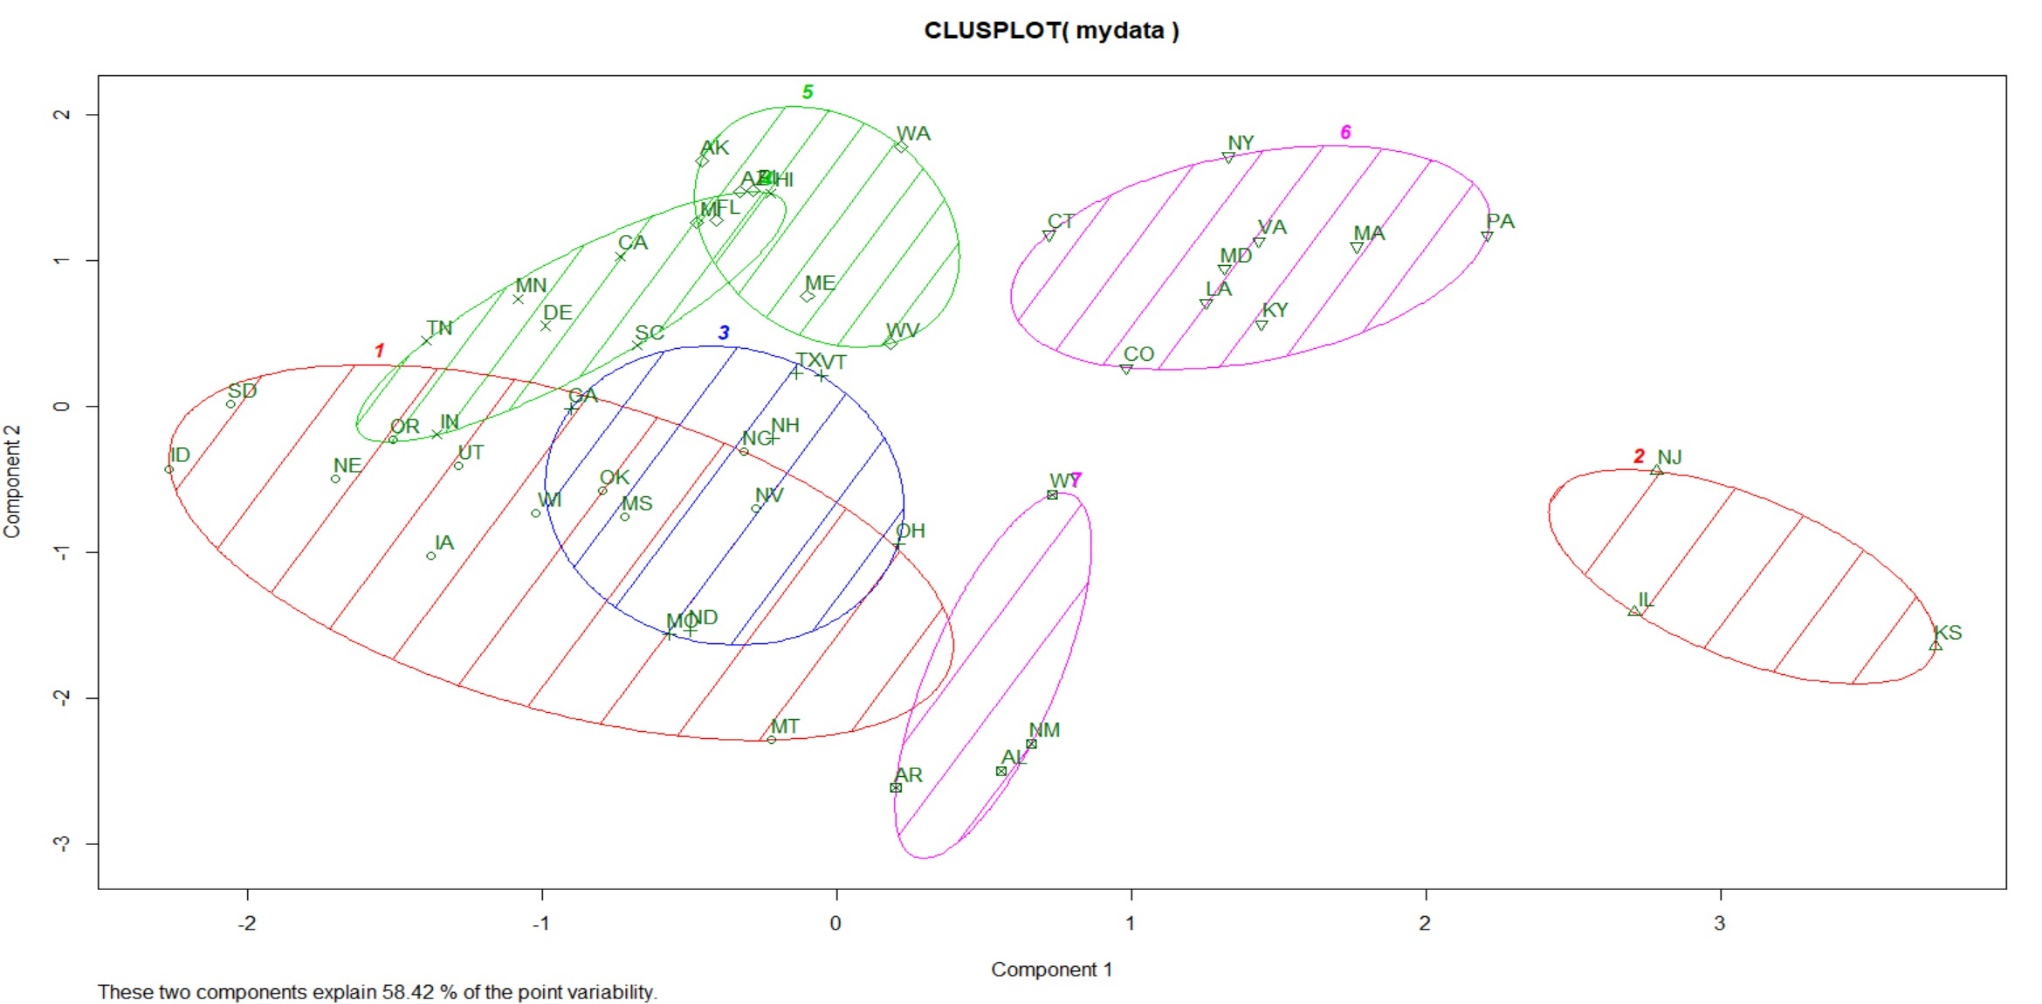 CLUSPLOT( mydata )
5
WA
6
AK
NY
HI
FL
CT
PA
VA
MA
CA
MD
ME
MN
LA
DE
KY
TN
SC
WV
3
1
TX
VT
CO
SD
GA
OR
IN
NH
NC
ID
NE
UT
2
NJ
OK
WY
7
WI
MS
NV
OH
IA
IL
MO
ND
KS
MT
NM
AL
AR
2
1
0
-1
-2
-3
Component 2
-2
-1
0
1
2
3
Component 1
These two components explain 58.42 % of the point variability.